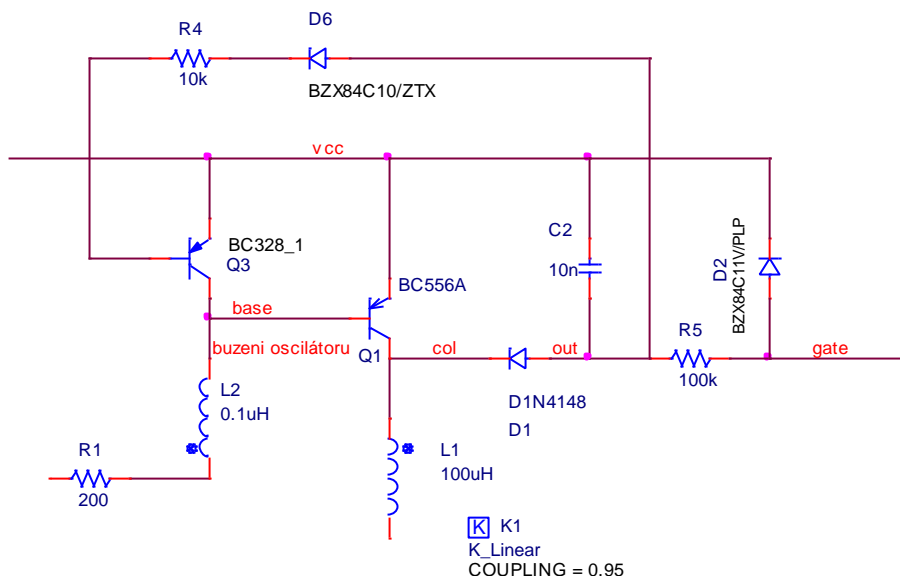 R4
D6
10k
BZX84C10/ZTX
vcc
BC328_1
Q3
C2
10n
D2
BZX84C11V/PLP
BC556A
base
R5
buzeni oscilátoru
Q1
col
out
gate
100k
L2
0.1uH
D1N4148
D1
R1
L1
100uH
200
K K1
K_Linear
COUPLING = 0.95